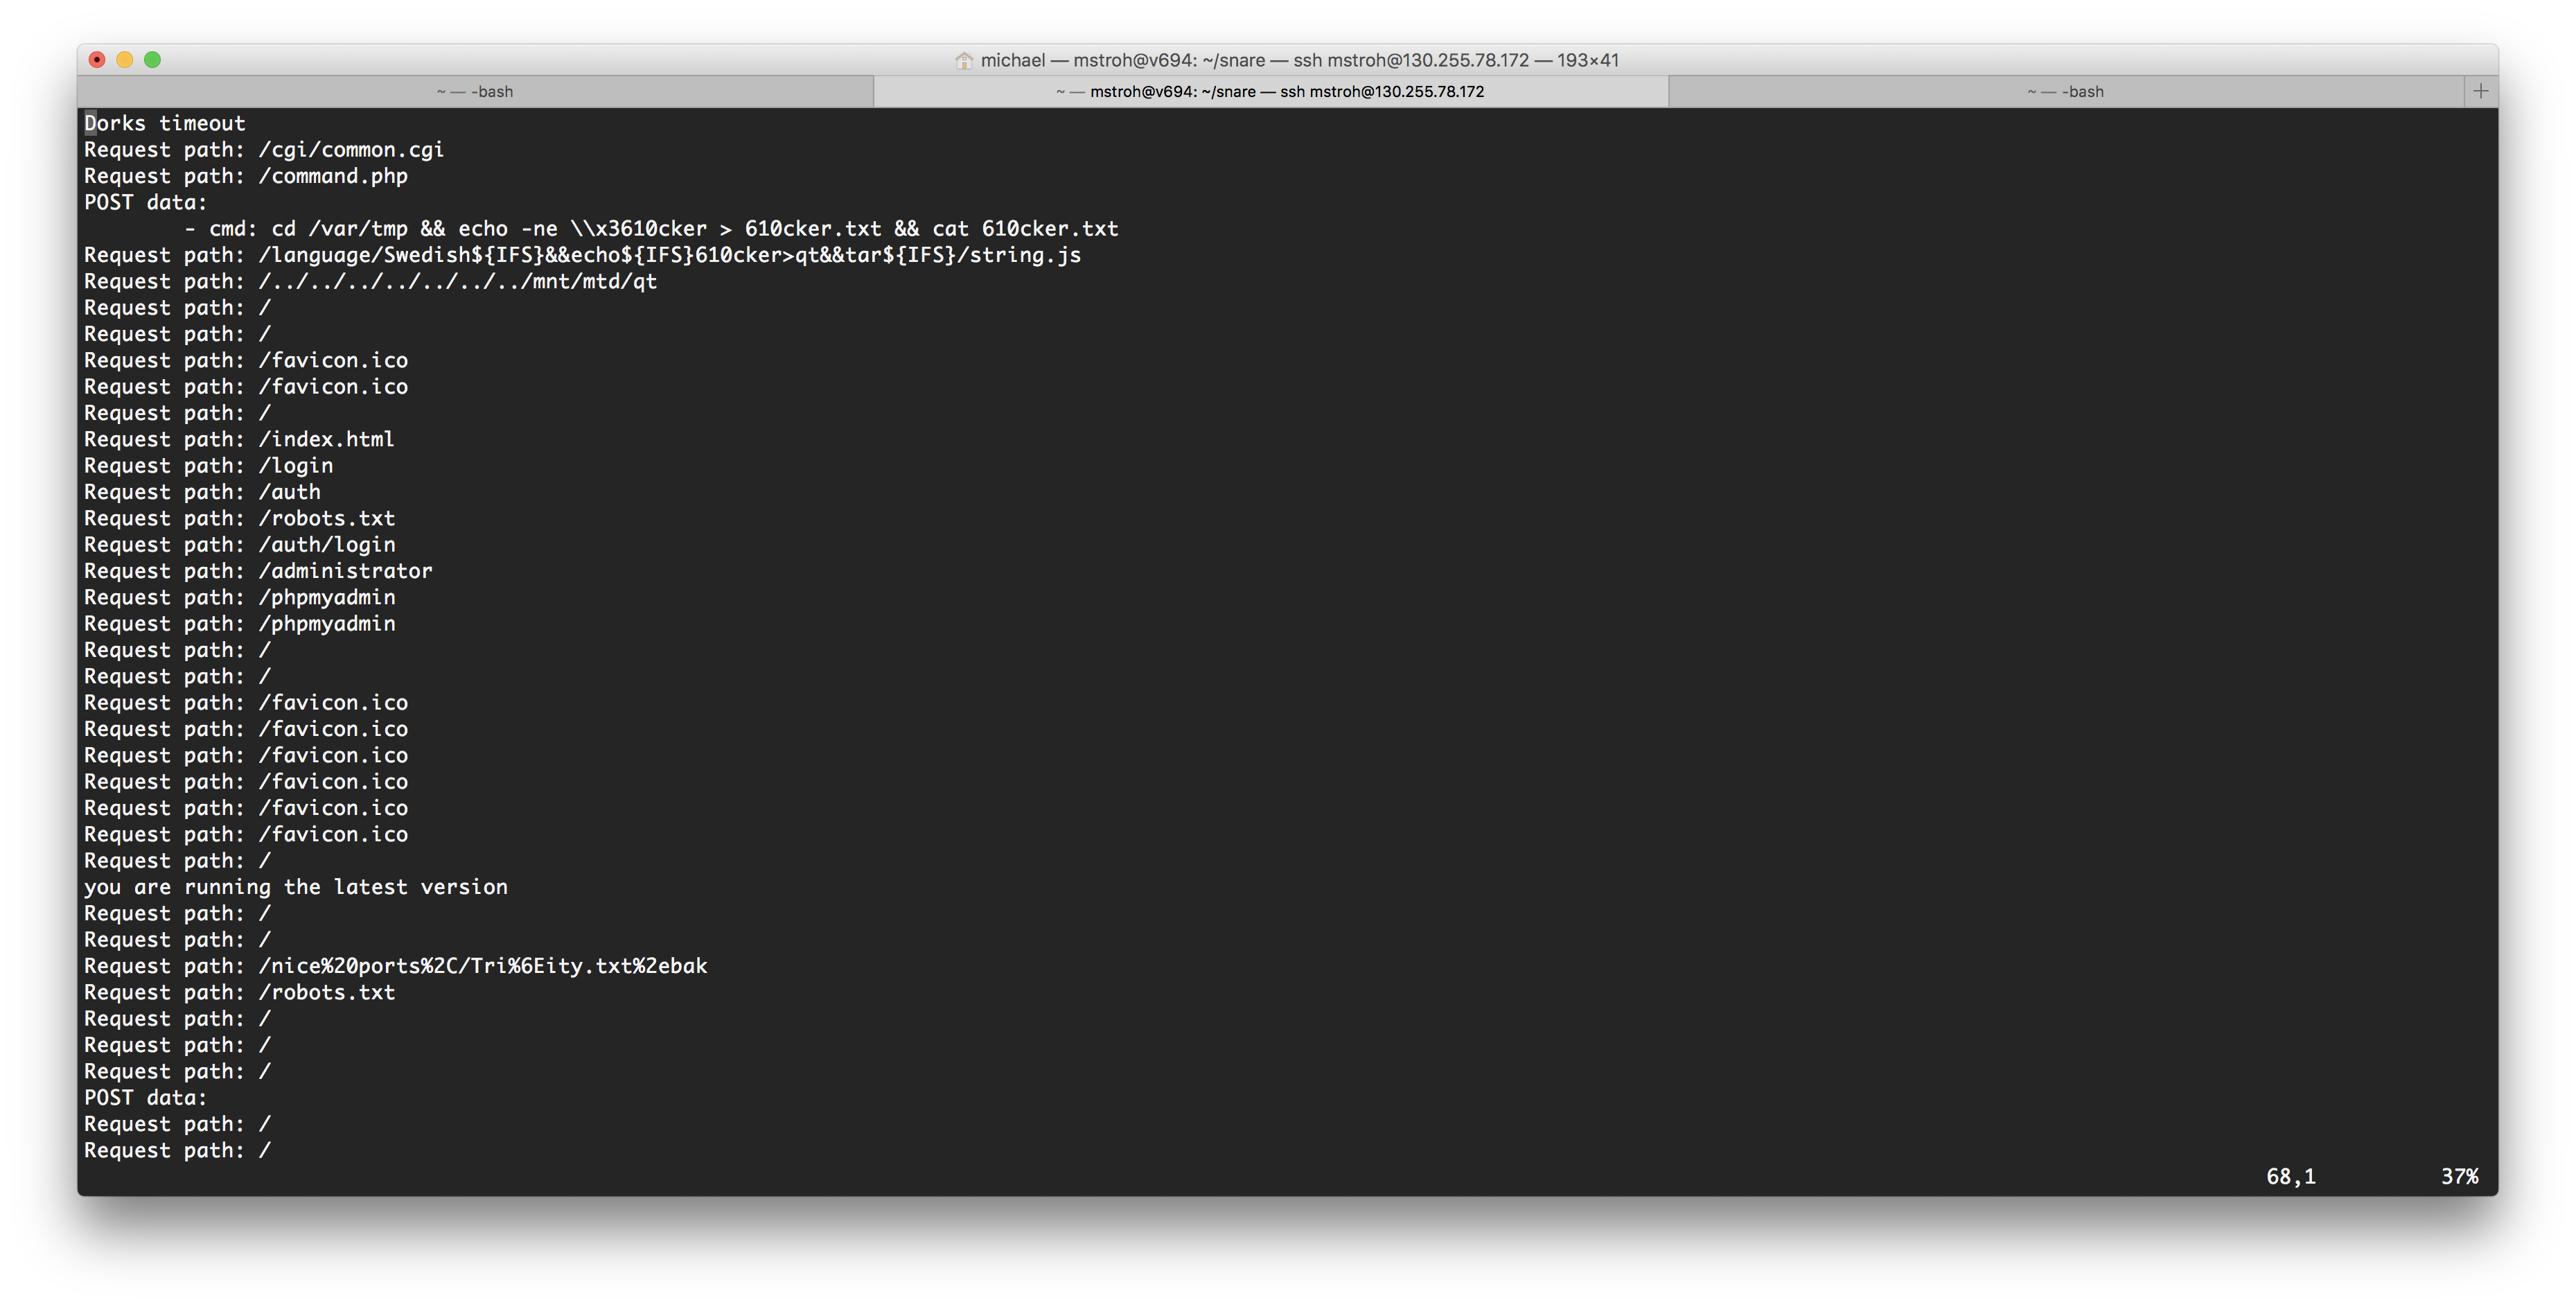 michael — mstroh@v694: ~/snare — ssh mstroh@130.255.78.172 — 193×41
~ — -bash
~ — mstroh@v694: ~/snare — ssh mstroh@130.255.78.172
~ — -bash
+
Dorks timeout
Request path: /cgi/common.cgi
Request path: /command.php
POST data:
        - cmd: cd /var/tmp && echo -ne \\x3610cker > 610cker.txt && cat 610cker.txt
Request path: /language/Swedish${IFS}&&echo${IFS}610cker>qt&&tar${IFS}/string.js
Request path: /../../../../../../../mnt/mtd/qt
Request path: /
Request path: /
Request path: /favicon.ico
Request path: /favicon.ico
Request path: /
Request path: /index.html
Request path: /login
Request path: /auth
Request path: /robots.txt
Request path: /auth/login
Request path: /administrator
Request path: /phpmyadmin
Request path: /phpmyadmin
Request path: /
Request path: /
Request path: /favicon.ico
Request path: /favicon.ico
Request path: /favicon.ico
Request path: /favicon.ico
Request path: /favicon.ico
Request path: /favicon.ico
Request path: /
you are running the latest version
Request path: /
Request path: /
Request path: /nice%20ports%2C/Tri%6Eity.txt%2ebak
Request path: /robots.txt
Request path: /
Request path: /
Request path: /
POST data:
Request path: /
Request path: /
68,1          37%